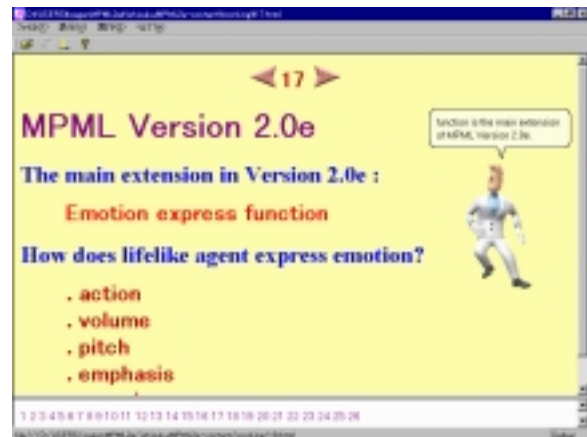 17
MPML Version 2.0e
function is the main extension
of MPML Version 2.0e.
The main extension in Version 2.0e :
Emotion express function
How does lifelike agent express emotion?
. action
. volume
. pitch
. emphasis
1 2 3 4 5 6 7 8 9 10 11 12 13 14 15 16 17 18 19 20 21 22 23 24 25 26